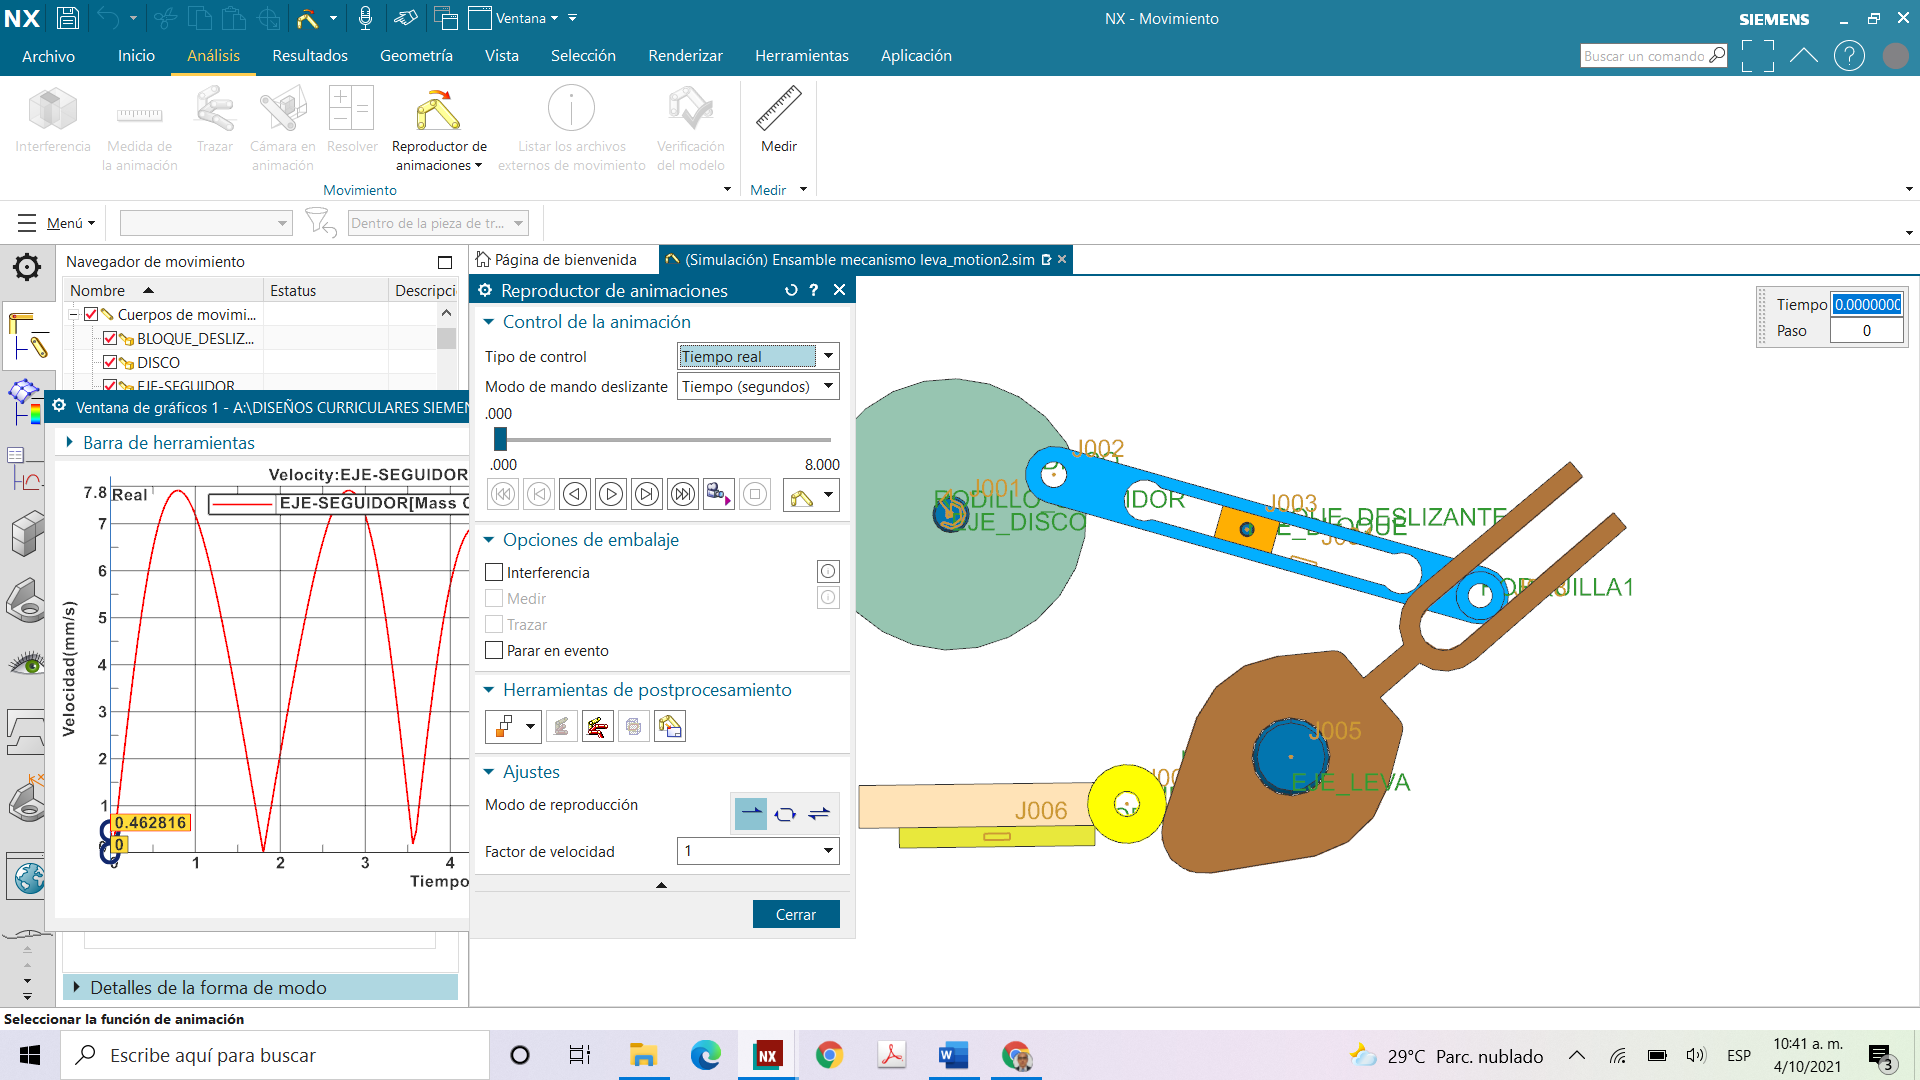 NX
Ventana
NX - Movimiento
SIEMENS
Archivo
Inicio
Análisis
Resultados
Geometría
Vista
Selección
Renderizar
Herramientas
Aplicación
Buscar un comando
Interferencia
Medida de
la animación
Trazar
Cámara en
animación
Resolver
Reproductor de
animaciones
Listar los archivos
externos de movimiento
Verificación
del modelo
Medir
Movimiento
Medir
Menú
Dentro de la pieza de tr...
Navegador de movimiento
Nombre
Estatus
Descripci
Cuerpos de movimi...
BLOQUE_DESLIZ...
DISCO
EJE-SEGUIDOR
Ventana de gráficos 1 - A:\DISEÑOS CURRICULARES SIEMEN
Barra de herramientas
Velocity:EJE-SEGUIDOR
Real
EJE-SEGUIDOR[Mass C
7.8
7
6
5
4
3
2
1
Velocidad(mm/s)
0.462816
0
1
2
3
4
Tiempo
Detalles de la forma de modo
Página de bienvenida
(Simulación) Ensamble mecanismo leva_motion2.sim
Reproductor de animaciones
Control de la animación
Tipo de control
Tiempo real
Modo de mando deslizante
Tiempo (segundos)
.000
.000
8.000
Opciones de embalaje
Interferencia
Medir
Trazar
Parar en evento
Herramientas de postprocesamiento
Ajustes
Modo de reproducción
Factor de velocidad
1
Cerrar
Tiempo
0.0000000
Paso
0
J002
J001
EJE_DISCO
J003
DESLIZANTE
J005
EJE_LEVA
J006
Seleccionar la función de animación
Escribe aquí para buscar
NX
29°C Parc. nublado
ESP
10:41 a. m.
4/10/2021
3